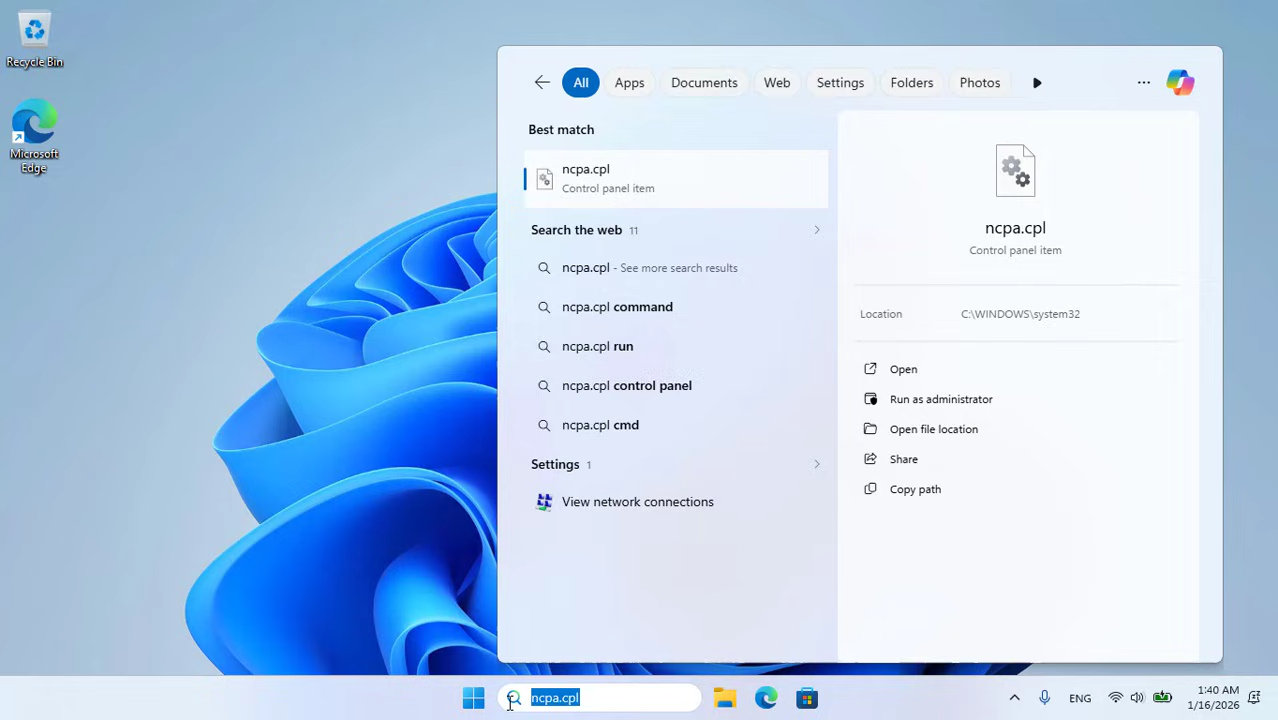 Recycle Bin
Microsoft
Edge
All
Apps
Documents
Web
Settings
Folders
Photos
Best match
ncpa.cpl
Control panel item
Search the web 11
ncpa.cpl - See more search results
ncpa.cpl command
ncpa.cpl run
ncpa.cpl control panel
ncpa.cpl cmd
Settings 1
View network connections
ncpa.cpl
Control panel item
Location C:\WINDOWS\system32
Open
Run as administrator
Open file location
Share
Copy path
ncpa.cpl
ENG
1:40 AM
1/16/2026